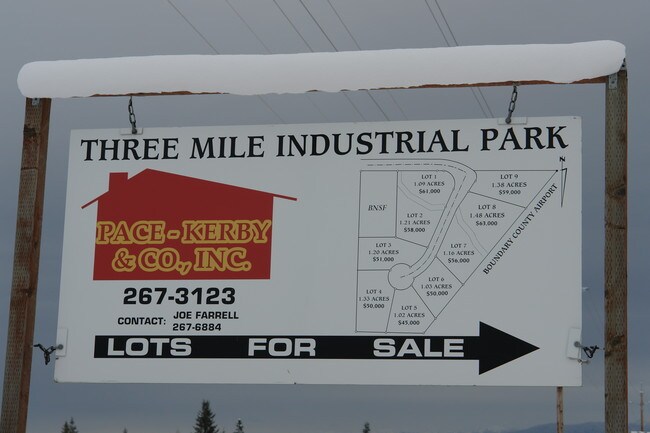 THREE MILE INDUSTRIAL PARK
PACE - KERBY
& CO., INC.
267-3123
CONTACT: JOE FARRELL
267-6884
LOT 1
1.09 ACRES
$61,000
LOT 9
1.38 ACRES
$59,000
N
BNSF
LOT 2
1.21 ACRES
$58,000
LOT 8
1.48 ACRES
$63,000
LOT 3
1.20 ACRES
$51,000
LOT 7
1.16 ACRES
$56,000
BOUNDARY COUNTY AIRPORT
LOT 4
1.33 ACRES
$50,000
LOT 6
1.03 ACRES
$50,000
LOT 5
1.02 ACRES
$45,000
LOTS FOR SALE